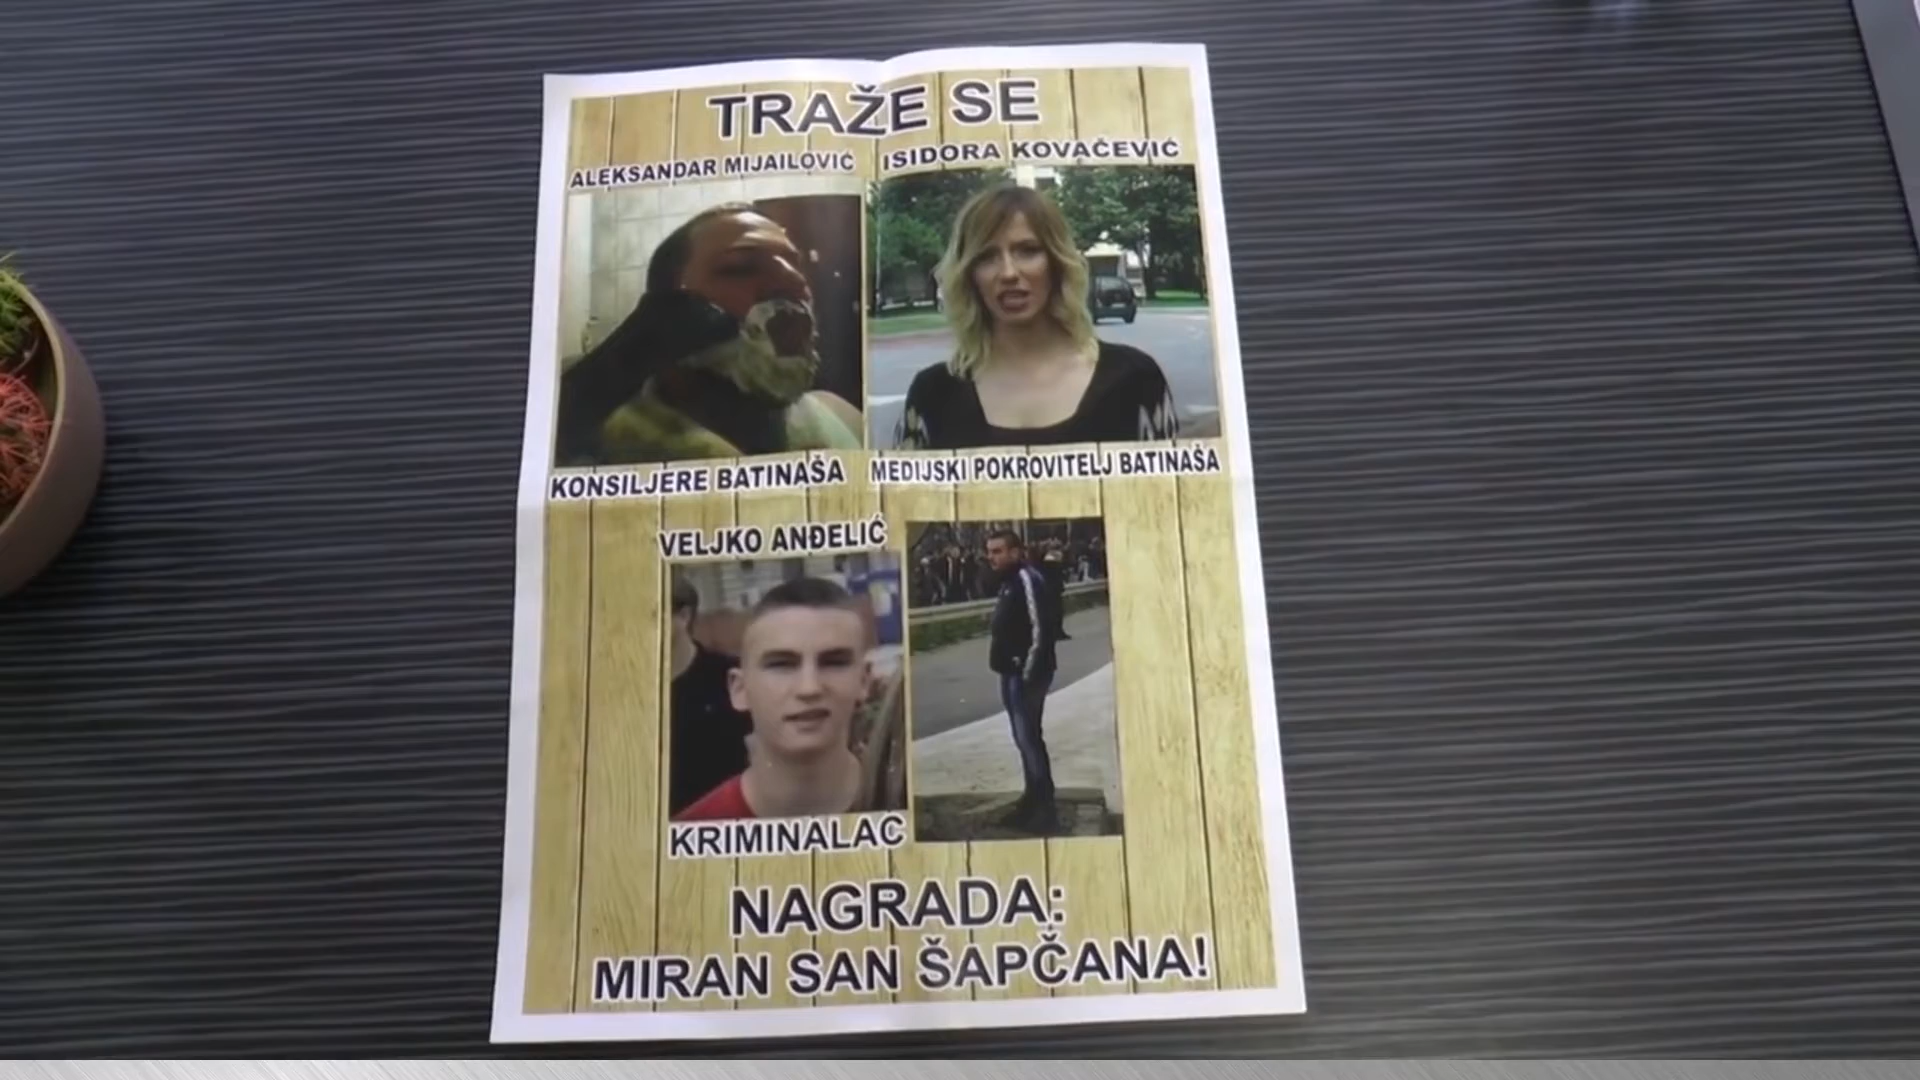 TRAŽE SE
ALEKSANDAR MIJAILOVIĆ
ISIDORA KOVAČEVIĆ
KONSILJERE BATINAŠA
MEDIJSKI POKROVITELJ BATINAŠA
VELJKO ANĐELIĆ
KRIMINALAC
NAGRADA:
MIRAN SAN ŠAPČANA!